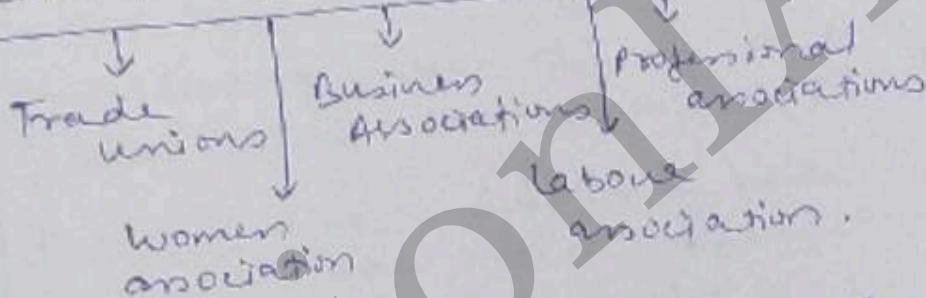 Trade
unions
Business
Associations
Professional
associations
women
association
labour
association.